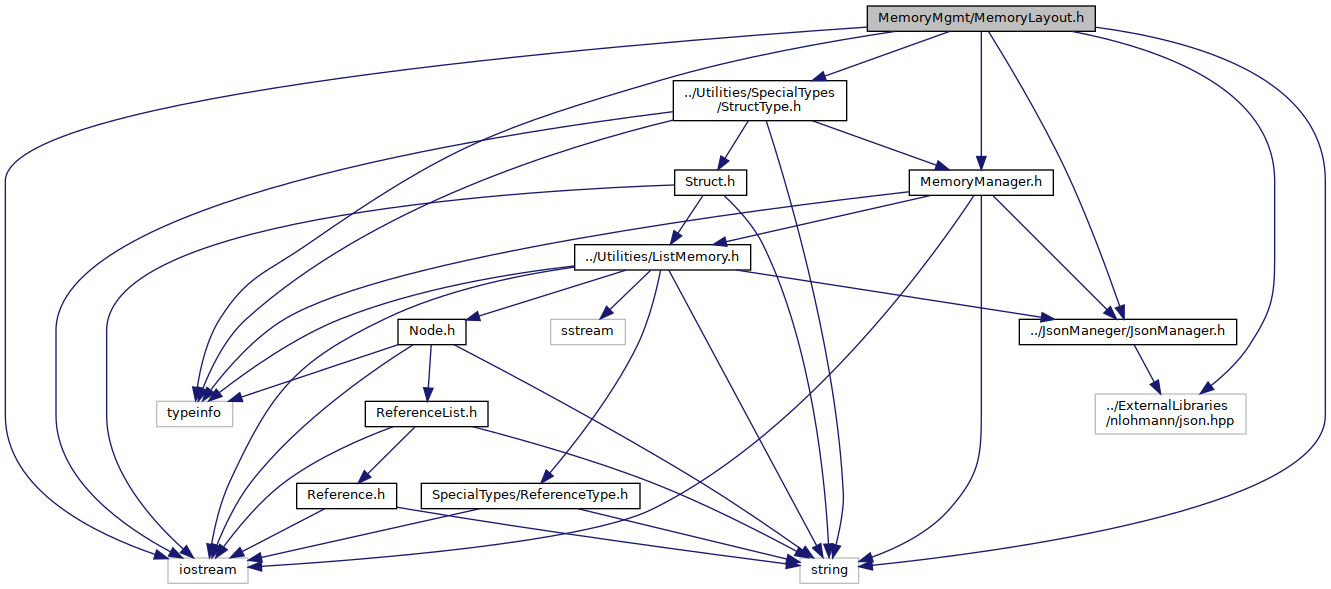 MemoryMgmt/MemoryLayout.h
../Utilities/SpecialTypes
/StructType.h
Struct.h
MemoryManager.h
../Utilities/ListMemory.h
Node.h
sstream
../JsonManeger/JsonManager.h
typeinfo
ReferenceList.h
../ExternalLibraries
/nlohmann/json.hpp
Reference.h
SpecialTypes/ReferenceType.h
iostream
string